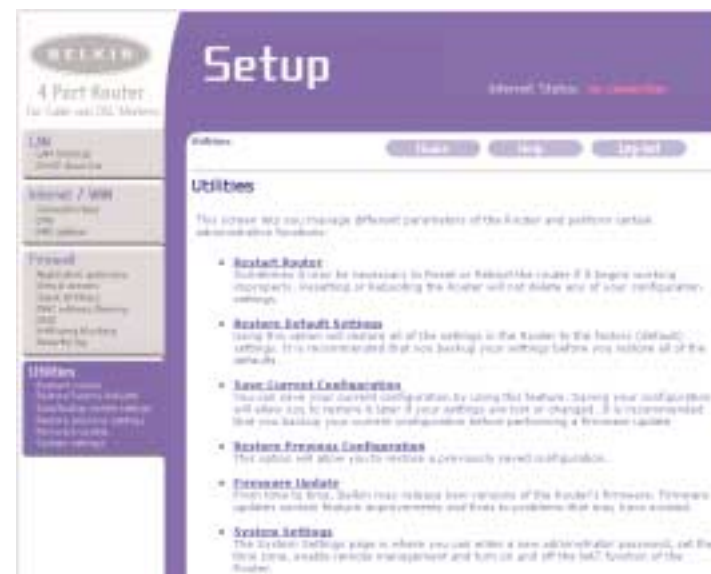 BELKIN
4 Port Router
For Cable and DSL Modems
Setup
Internet Status: no connection
LAN
Internet / WAN
Firewall
Utilities
Utilities
Home
Help
Log out
Utilities
This screen lets you manage different parameters of the Router and perform certain
administrative functions.
Restart Router
Sometimes it may be necessary to Reset or Reboot the router if it begins working
improperly. Resetting or Rebooting the Router will not delete any of your configuration
settings.
Restore Default Settings
Using this option will restore all of the settings in the Router to the factory (default)
settings. It is recommended that you backup your settings before you restore all of the
defaults.
Save Current Configuration
You can save your current configuration by using this feature. Saving your configuration
will allow you to restore it later if your settings are lost or changed. It is recommended
that you backup your current configuration before performing a firmware update.
Restore Previous Configuration
This option will allow you to restore a previously saved configuration.
Firmware Update
From time to time, Belkin may release new versions of the Router's firmware. Firmware
updates contain feature improvements and fixes to problems that may have existed.
System Settings
The System Settings page is where you can enter a new administrator password, set the
time zone, enable remote management and turn on and off the NAT function of the
Router.